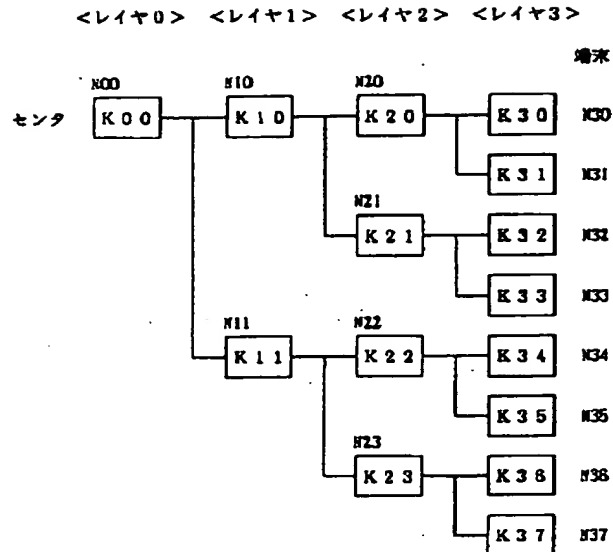 <レイヤ0> <レイヤ1> <レイヤ2> <レイヤ3>
端末
N00 N10 N20
センタ K00 K10 K20 K30 N30
K31 N31
N21
K21 K32 N32
K33 N33
N11 N22
K11 K22 K34 N34
K35 N35
N23
K23 K36 N36
K37 N37